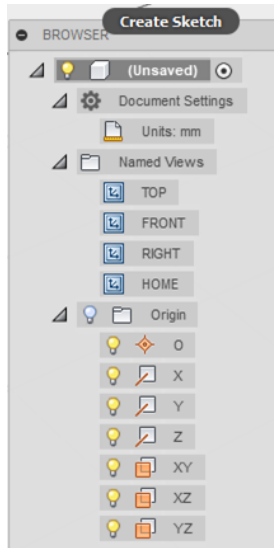 Create Sketch
BROWSER
(Unsaved)
Document Settings
Units: mm
Named Views
TOP
FRONT
RIGHT
HOME
Origin
O
X
Y
Z
XY
XZ
YZ